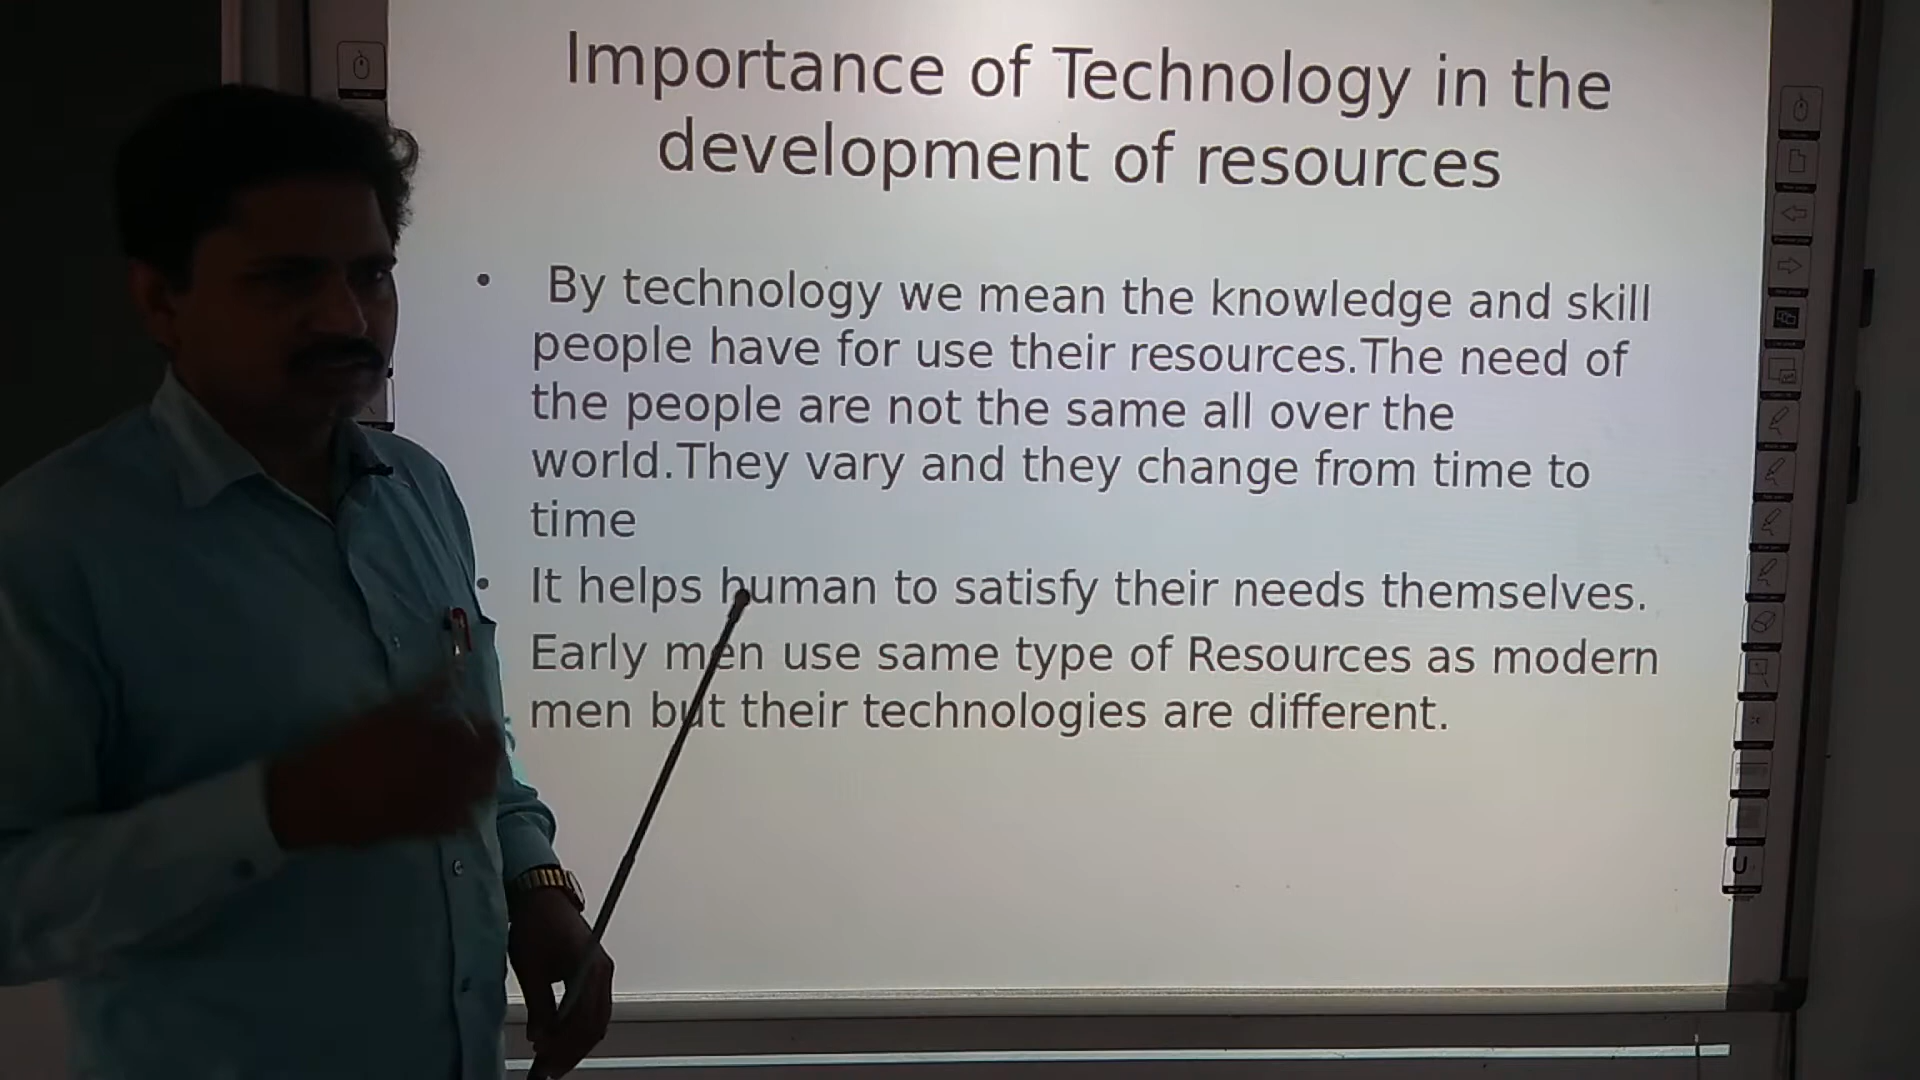 Importance of Technology in the
development of resources
• By technology we mean the knowledge and skill
people have for use their resources.The need of
the people are not the same all over the
world.They vary and they change from time to
time
• It helps human to satisfy their needs themselves.
Early men use same type of Resources as modern
men but their technologies are different.